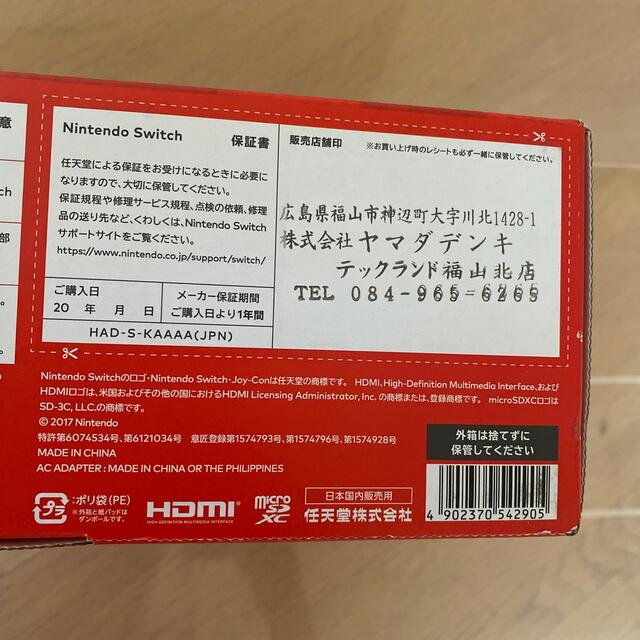 意
ch
部
。
Nintendo Switch 保証書
任天堂による保証をお受けになるときに必要に
なりますので、大切に保管してください。
保証規程や修理サービス規程、点検の依頼、修理
品の送り先など、くわしくは、Nintendo Switch
サポートサイトをご覧ください。
https://www.nintendo.co.jp/support/switch/
ご購入日
20 年 月 日
メーカー保証期間
ご購入日より1年間
HAD-S-KAAAA(JPN)
販売店舗印 ※お買い上げ時のレシートも必ず一緒に保管してください。
広島県福山市神辺町大字川北1428-1
株式会社 ヤマダデンキ
テックランド福山北店
TEL 084-965-6265
Nintendo Switchのロゴ・Nintendo Switch・Joy-Conは任天堂の商標です。 HDMI、High-Definition Multimedia Interface、および
HDMIロゴは、米国およびその他の国におけるHDMI Licensing Administrator, Inc. の商標または、登録商標です。 microSDXCロゴは
SD-3C, LLC.の商標です。
© 2017 Nintendo
特許第6074534号、第6121034号 意匠登録第1574793号、第1574796号、第1574928号
MADE IN CHINA
AC ADAPTER : MADE IN CHINA OR THE PHILIPPINES
プラ
:ポリ袋(PE)
※外箱と紙パッドは
ダンボールです。
HDMI
HIGH-DEFINITION MULTIMEDIA INTERFACE
micro
SD
XC
日本国内販売用
任天堂株式会社
外箱は捨てずに
保管してください
4 902370 542905